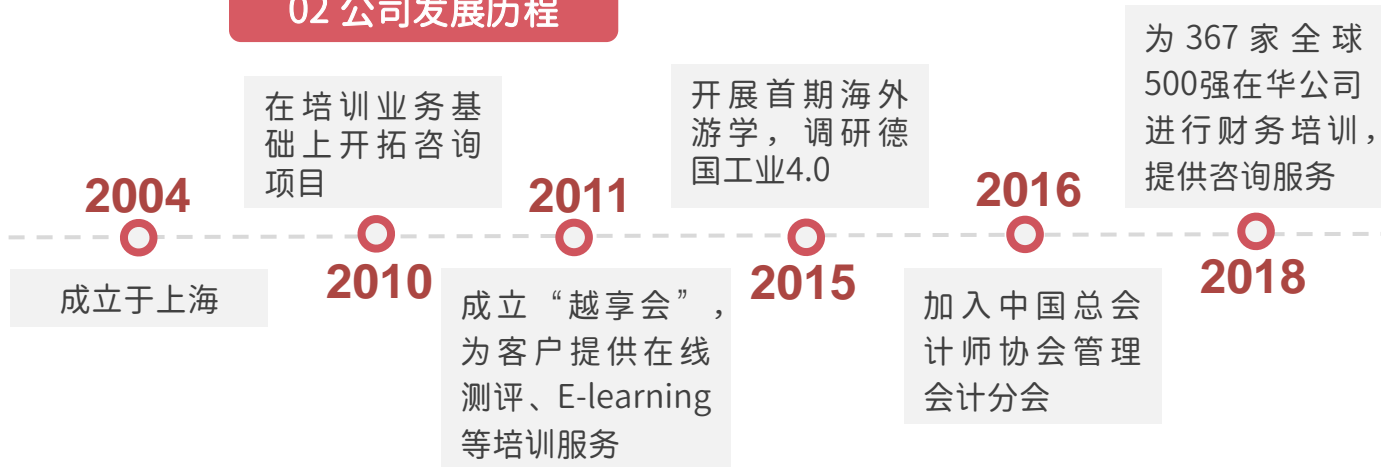 02 公司发展历程
2004
成立于上海
在培训业务基
础上开拓咨询
项目
2010
2011
成立“越享会”，
为客户提供在线
测评、E-learning
等培训服务
开展首期海外
游学，调研德
国工业4.0
2015
2016
加入中国总会
计师协会管理
会计分会
为367家全球
500强在华公司
进行财务培训，
提供咨询服务
2018